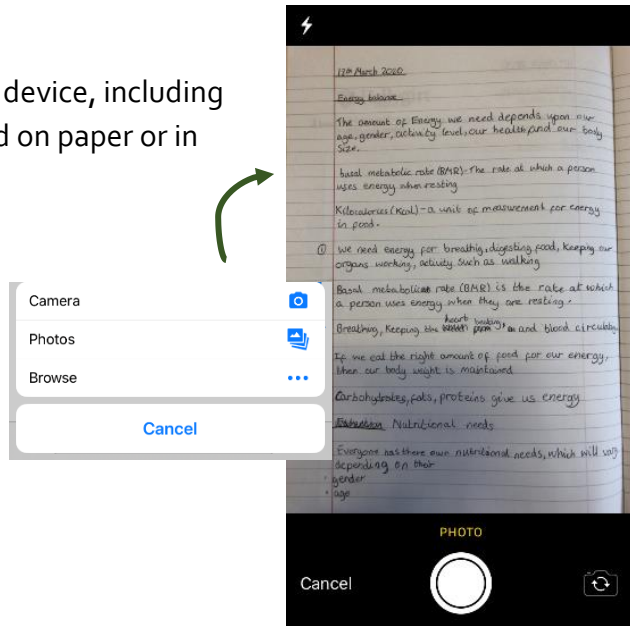 device, including
d on paper or in
Camera
Photos
Browse
Cancel
17th March 2020
Energy balance
The amount of Energy we need depends upon our
age, gender, activity level, our health, and our body
size.
basal metabolic rate (BMR)- The rate at which a person
uses energy when resting
Kilocalories (Kcal) - a unit of measurement for energy
in food.
① we need energy for breathig, digesting food, keeping our
organs working, activity such as walking
Basal metabolic rate (BMR) is the rate at which
a person uses energy when they are resting.
Breathing, Keeping the heart beating, and blood circulating
If we eat the right amount of food for our energy,
then our body weight is maintained
Carbohydrates, fats, proteins give us energy
Nutritional needs
Everyone has there own nutritional needs, which will vary
depending on their
· gender
· age
PHOTO
Cancel